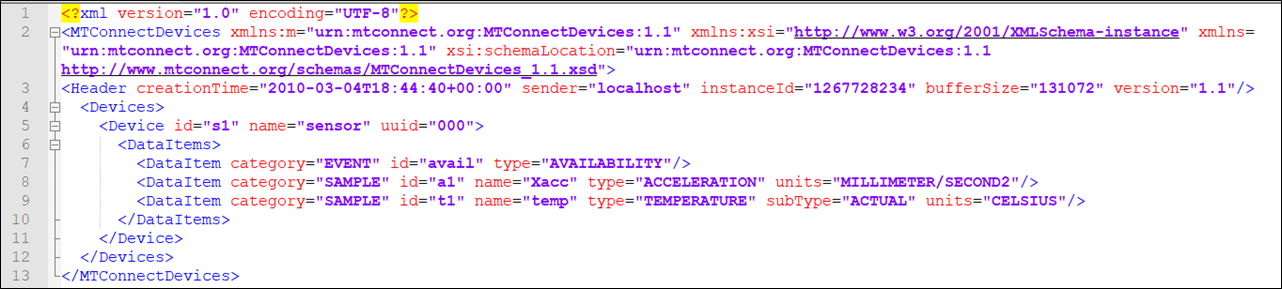 1 <?xml version="1.0" encoding="UTF-8"?>
2 <MTConnectDevices xmlns:m="urn:mtconnect.org:MTConnectDevices:1.1" xmlns:xsi="http://www.w3.org/2001/XMLSchema-instance" xmlns=
"urn:mtconnect.org:MTConnectDevices:1.1" xsi:schemaLocation="urn:mtconnect.org:MTConnectDevices:1.1
http://www.mtconnect.org/schemas/MTConnectDevices_1.1.xsd">
3 <Header creationTime="2010-03-04T18:44:40+00:00" sender="localhost" instanceId="1267728234" bufferSize="131072" version="1.1"/>
4 <Devices>
5 <Device id="s1" name="sensor" uuid="000">
6 <DataItems>
7 <DataItem category="EVENT" id="avail" type="AVAILABILITY"/>
8 <DataItem category="SAMPLE" id="a1" name="Xacc" type="ACCELERATION" units="MILLIMETER/SECOND2"/>
9 <DataItem category="SAMPLE" id="t1" name="temp" type="TEMPERATURE" subType="ACTUAL" units="CELSIUS"/>
10 </DataItems>
11 </Device>
12 </Devices>
13 </MTConnectDevices>